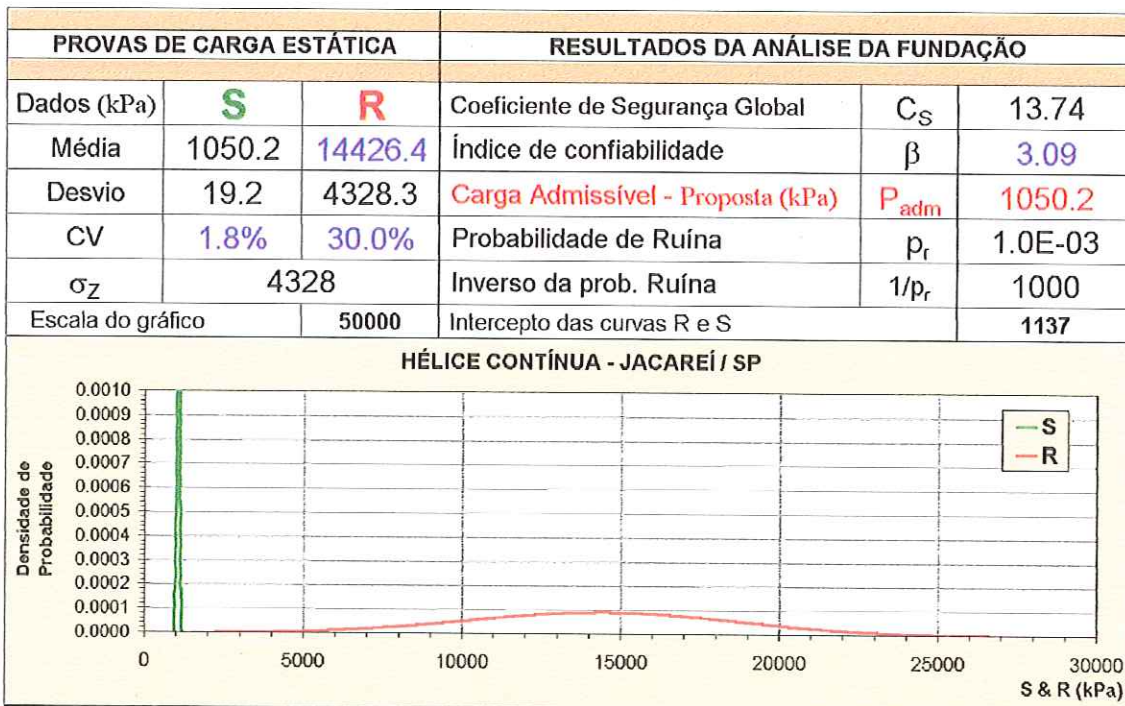 PROVAS DE CARGA ESTÁTICA RESULTADOS DA ANÁLISE DA FUNDAÇÃO
Dados (kPa) S R Coeficiente de Segurança Global C_S 13.74
Média 1050.2 14426.4 Índice de confiabilidade β 3.09
Desvio 19.2 4328.3 Carga Admissível - Proposta (kPa) P_adm 1050.2
CV 1.8% 30.0% Probabilidade de Ruína p_r 1.0E-03
σ_Z 4328 Inverso da prob. Ruína 1/p_r 1000
Escala do gráfico 50000 Intercepto das curvas R e S 1137
HÉLICE CONTÍNUA - JACAREÍ / SP
Densidade de
Probabilidade
0.0010
0.0009
0.0008
0.0007
0.0006
0.0005
0.0004
0.0003
0.0002
0.0001
0.0000
S
R
0 5000 10000 15000 20000 25000 30000
S & R (kPa)